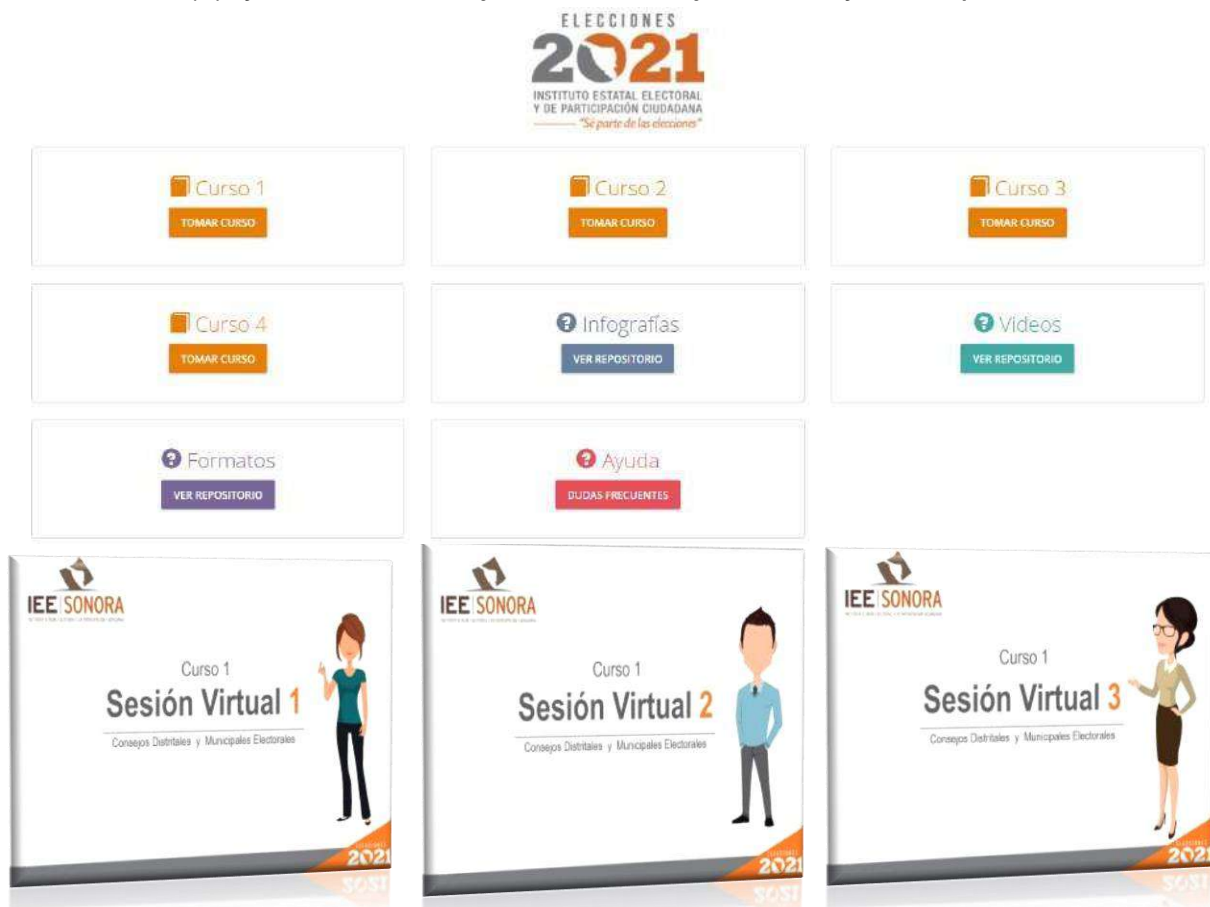 ELECCIONES
2021
INSTITUTO ESTATAL ELECTORAL
Y DE PARTICIPACIÓN CIUDADANA
"Sé parte de las elecciones"
Curso 1
TOMAR CURSO
Curso 2
TOMAR CURSO
Curso 3
TOMAR CURSO
Curso 4
TOMAR CURSO
Infografías
VER REPOSITORIO
Videos
VER REPOSITORIO
Formatos
VER REPOSITORIO
Ayuda
DUDAS FRECUENTES
IEE SONORA
Curso 1
Sesión Virtual 1
Consejos Distritales y Municipales Electorales
ELECCIONES
2021
IEE SONORA
Curso 1
Sesión Virtual 2
Consejos Distritales y Municipales Electorales
ELECCIONES
2021
IEE SONORA
Curso 1
Sesión Virtual 3
Consejos Distritales y Municipales Electorales
ELECCIONES
2021